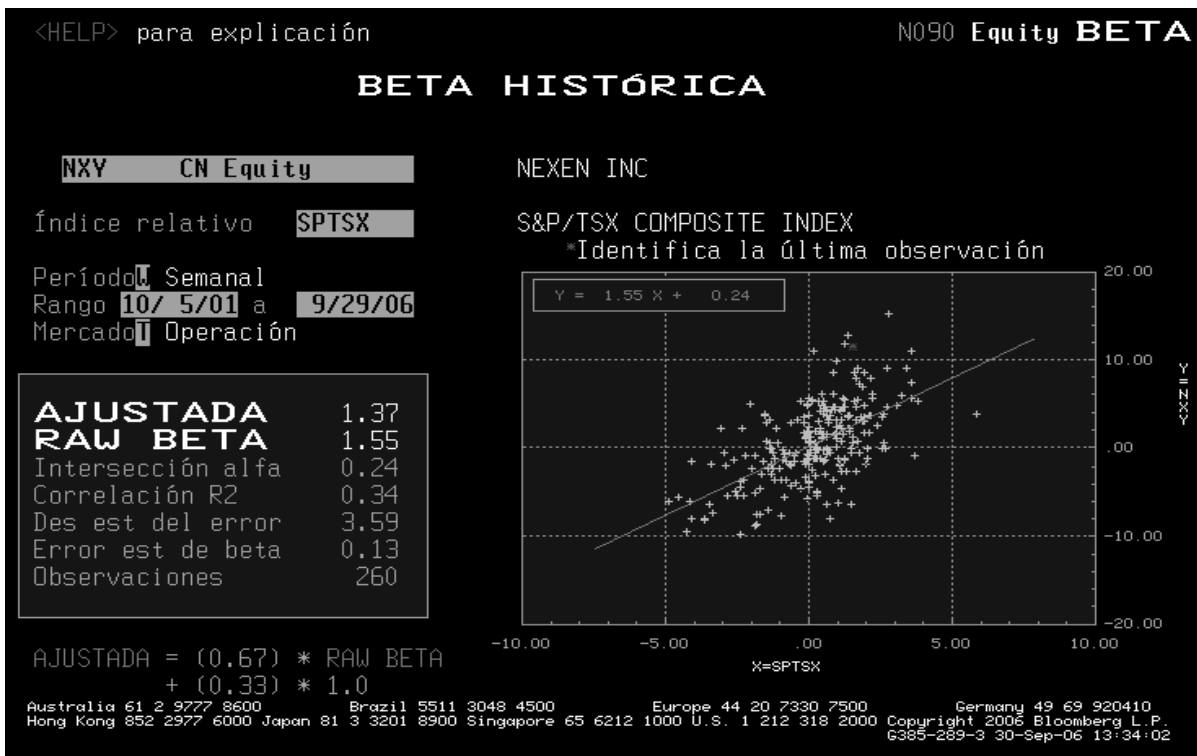 <HELP> para explicación N090 Equity BETA
BETA HISTÓRICA
NXY CN Equity NEXEN INC
Índice relativo SPTSX S&P/TSX COMPOSITE INDEX
*Identifica la última observación
Período W Semanal
Rango 10/ 5/01 a 9/29/06
Mercado T Operación
Y = 1.55 X + 0.24
20.00
10.00
.00
-10.00
-20.00
Y=NXY
AJUSTADA 1.37
RAW BETA 1.55
Intersección alfa 0.24
Correlación R2 0.34
Des est del error 3.59
Error est de beta 0.13
Observaciones 260
-10.00 -5.00 .00 5.00 10.00
X=SPTSX
AJUSTADA = (0.67) * RAW BETA
+ (0.33) * 1.0
Australia 61 2 9777 8600 Brazil 5511 3048 4500 Europe 44 20 7330 7500 Germany 49 69 920410
Hong Kong 852 2977 6000 Japan 81 3 3201 8900 Singapore 65 6212 1000 U.S. 1 212 318 2000 Copyright 2006 Bloomberg L.P.
G385-289-3 30-Sep-06 13:34:02